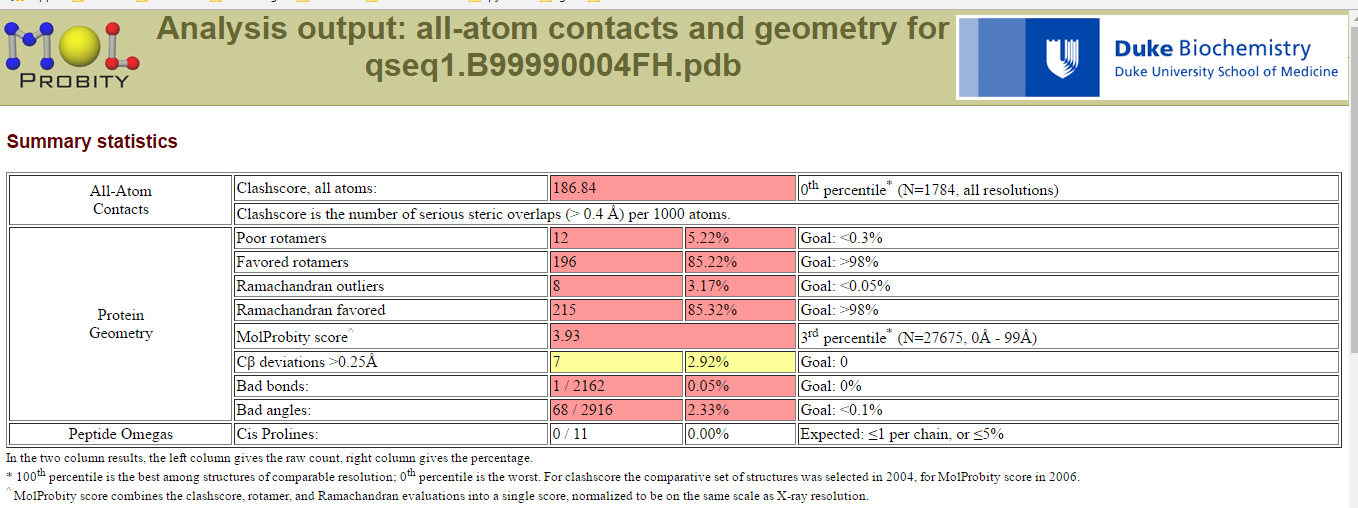 MOL
PROBITY
Analysis output: all-atom contacts and geometry for
qseq1.B99990004FH.pdb
Duke Biochemistry
Duke University School of Medicine
Summary statistics
All-Atom
Contacts
Clashscore, all atoms: 186.84 0th percentile* (N=1784, all resolutions)
Clashscore is the number of serious steric overlaps (> 0.4 Å) per 1000 atoms.
Protein
Geometry
Poor rotamers 12 5.22% Goal: <0.3%
Favored rotamers 196 85.22% Goal: >98%
Ramachandran outliers 8 3.17% Goal: <0.05%
Ramachandran favored 215 85.32% Goal: >98%
MolProbity score^ 3.93 3rd percentile* (N=27675, 0Å - 99Å)
Cβ deviations >0.25Å 7 2.92% Goal: 0
Bad bonds: 1 / 2162 0.05% Goal: 0%
Bad angles: 68 / 2916 2.33% Goal: <0.1%
Peptide Omegas Cis Prolines: 0 / 11 0.00% Expected: ≤1 per chain, or ≤5%
In the two column results, the left column gives the raw count, right column gives the percentage.
* 100th percentile is the best among structures of comparable resolution; 0th percentile is the worst. For clashscore the comparative set of structures was selected in 2004, for MolProbity score in 2006.
^ MolProbity score combines the clashscore, rotamer, and Ramachandran evaluations into a single score, normalized to be on the same scale as X-ray resolution.